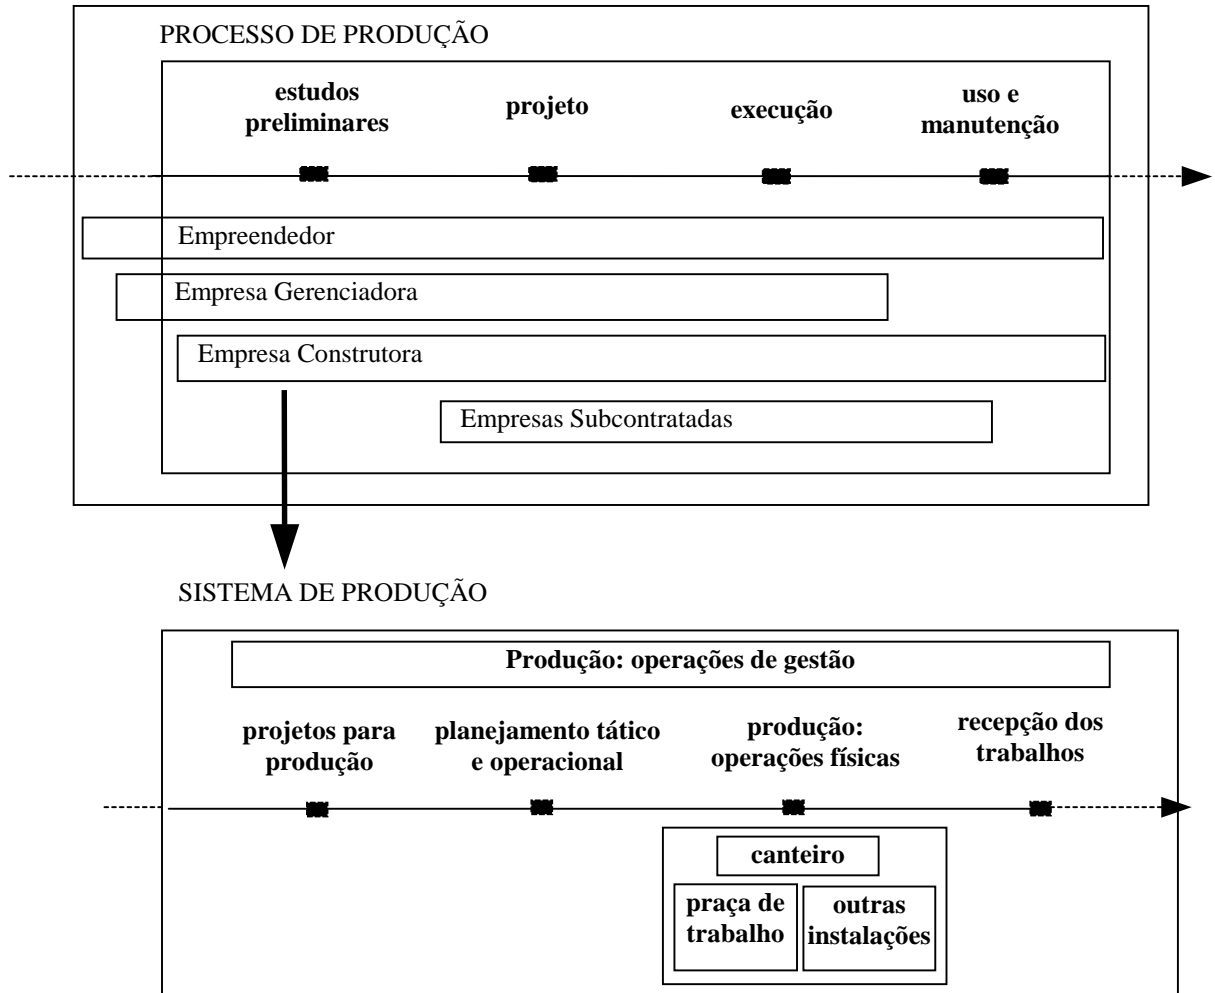 PROCESSO DE PRODUÇÃO
estudos
preliminares
projeto
execução
uso e
manutenção
Empreendedor
Empresa Gerenciadora
Empresa Construtora
Empresas Subcontratadas
SISTEMA DE PRODUÇÃO
Produção: operações de gestão
projetos para
produção
planejamento tático
e operacional
produção:
operações físicas
recepção dos
trabalhos
canteiro
praça de
trabalho
outras
instalações